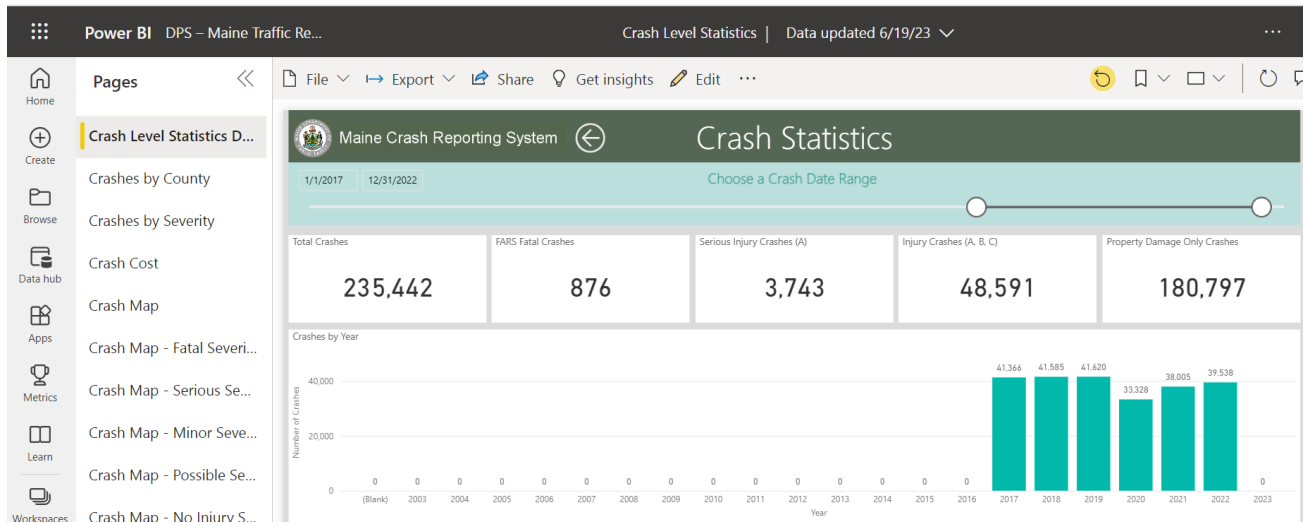 Power BI DPS – Maine Traffic Re... Crash Level Statistics | Data updated 6/19/23
Home
Create
Browse
Data hub
Apps
Metrics
Learn
Workspaces
Pages
Crash Level Statistics D...
Crashes by County
Crashes by Severity
Crash Cost
Crash Map
Crash Map - Fatal Severi...
Crash Map - Serious Se...
Crash Map - Minor Seve...
Crash Map - Possible Se...
Crash Map - No Injury S...
File Export Share Get insights Edit ...
Maine Crash Reporting System Crash Statistics
1/1/2017 12/31/2022 Choose a Crash Date Range
Total Crashes FARS Fatal Crashes Serious Injury Crashes (A) Injury Crashes (A, B, C) Property Damage Only Crashes
235,442 876 3,743 48,591 180,797
Crashes by Year
Number of Crashes
40,000
20,000
0
0 0 0 0 0 0 0 0 0 0 0 0 0 0 0 41,366 41,585 41,620 33,328 38,005 39,538 0
(Blank) 2003 2004 2005 2006 2007 2008 2009 2010 2011 2012 2013 2014 2015 2016 2017 2018 2019 2020 2021 2022 2023
Year